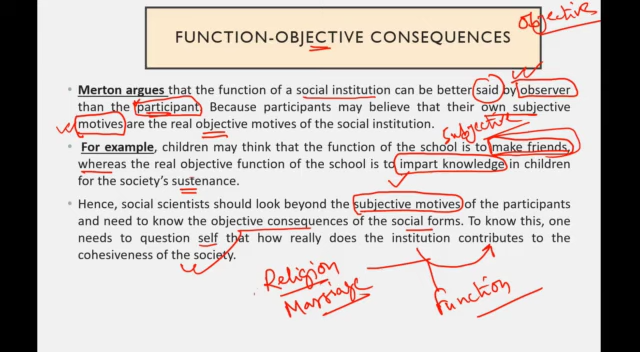 Objectives
FUNCTION-OBJECTIVE CONSEQUENCES
Merton argues that the function of a social institution can be better said by observer
than the participant. Because participants may believe that their own subjective
motives are the real objective motives of the social institution.
Subjective
For example, children may think that the function of the school is to make friends,
whereas the real objective function of the school is to impart knowledge in children
for the society's sustenance.
Hence, social scientists should look beyond the subjective motives of the participants
and need to know the objective consequences of the social forms. To know this, one
needs to question self that how really does the institution contributes to the
cohesiveness of the society.
Religion
Marriage
Function